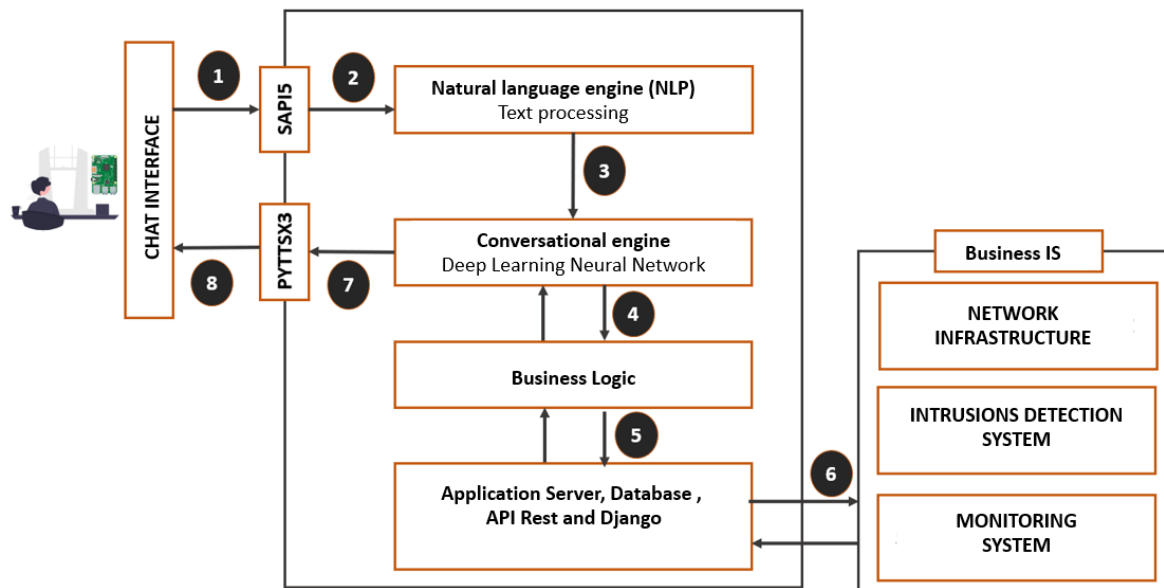 CHAT INTERFACE
1
SAPI5
2
Natural language engine (NLP)
Text processing
3
Conversational engine
Deep Learning Neural Network
PYTTSX3
7
8
4
Business Logic
5
Application Server, Database ,
API Rest and Django
6
Business IS
NETWORK
INFRASTRUCTURE
INTRUSIONS DETECTION
SYSTEM
MONITORING
SYSTEM